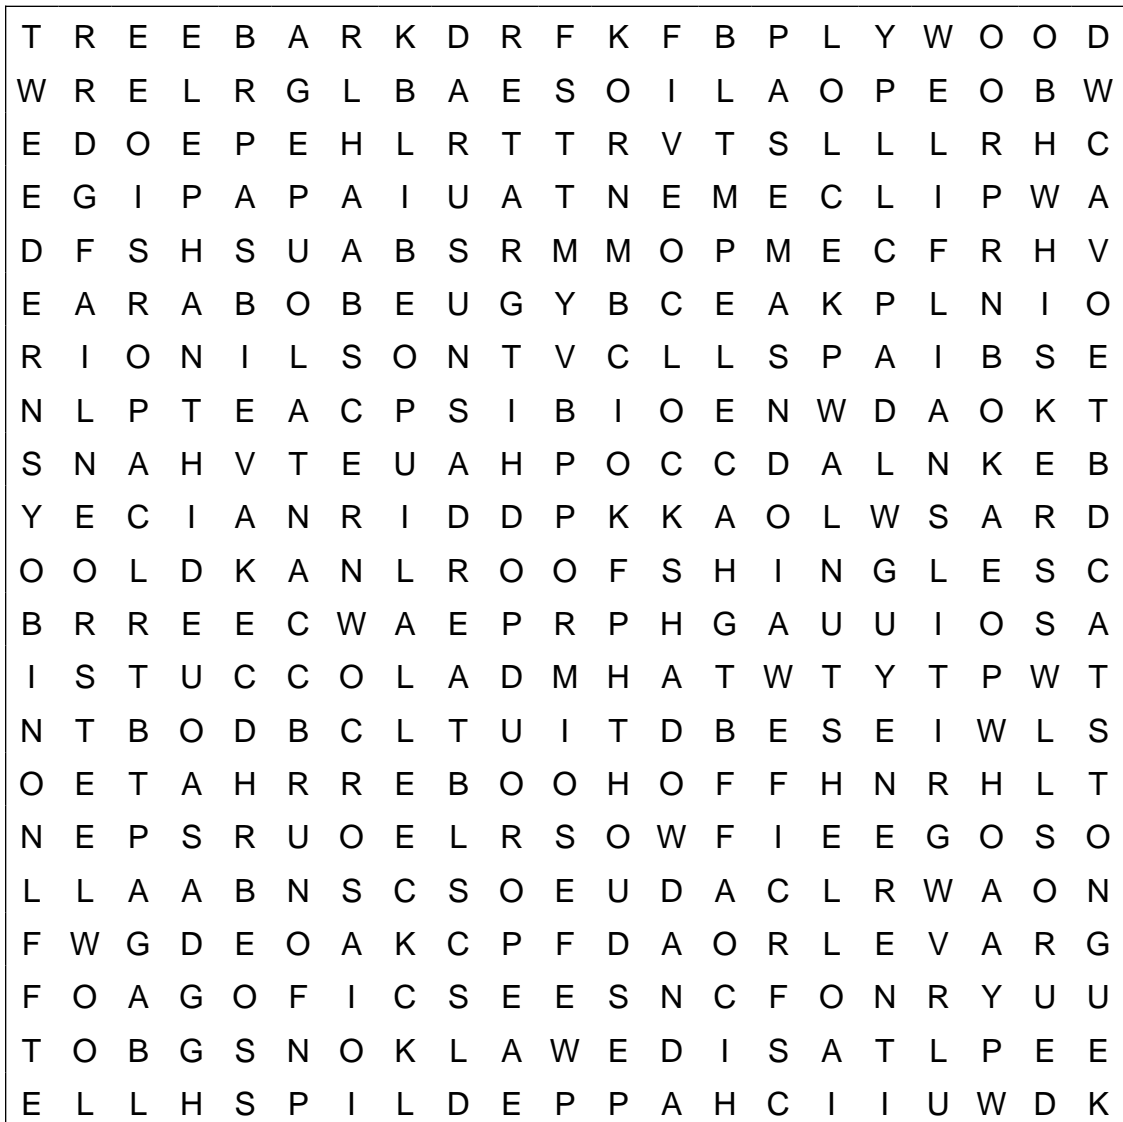 T R E E B A R K D R F K F B P L Y W O O D
W R E L R G L B A E S O I L A O P E O B W
E D O E P E H L R T T R V T S L L L R H C
E G I P A P A I U A T N E M E C L I P W A
D F S H S U A B S R M M O P M E C F R H V
E A R A B O B E U G Y B C E A K P L N I O
R I O N I L S O N T V C L L S P A I B S E
N L P T E A C P S I B I O E N W D A O K T
S N A H V T E U A H P O C C D A L N K E B
Y E C I A N R I D D P K K A O L W S A R D
O O L D K A N L R O O F S H I N G L E S C
B R R E E C W A E P R P H G A U U I O S A
I S T U C C O L A D M H A T W T Y T P W T
N T B O D B C L T U I T D B E S E I W L S
O E T A H R R E B O O H O F F H N R H L T
N E P S R U O E L R S O W F I E E G O S O
L L A A B N S C S O E U D A C L R W A O N
F W G D E O A K C P F D A O R L E V A R G
F O A G O F I C S E E S N C F O N R Y U U
T O B G S N O K L A W E D I S A T L P E E
E L L H S P I L D E P P A H C I I U W D K